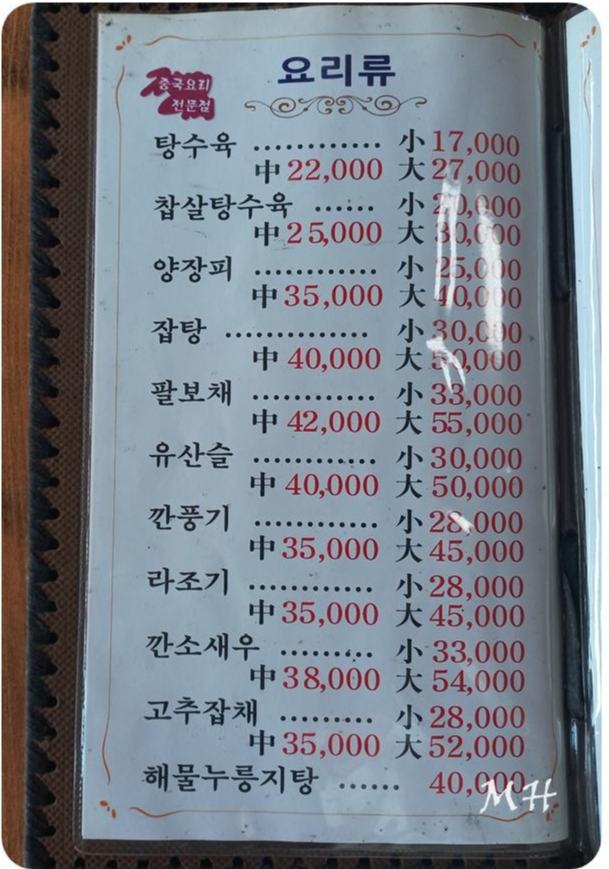 중국요리
전문점
요리류
탕수육 ............ 小 17,000
中 22,000 大 27,000
찹살탕수육 ...... 小 20,000
中 25,000 大 30,000
양장피 ............ 小 25,000
中 35,000 大 40,000
잡탕 .............. 小 30,000
中 40,000 大 50,000
팔보채 ............ 小 33,000
中 42,000 大 55,000
유산슬 ............ 小 30,000
中 40,000 大 50,000
깐풍기 ............ 小 28,000
中 35,000 大 45,000
라조기 ............ 小 28,000
中 35,000 大 45,000
깐소새우 ......... 小 33,000
中 38,000 大 54,000
고추잡채 ......... 小 28,000
中 35,000 大 52,000
해물누룽지탕 ...... 40,000
MH